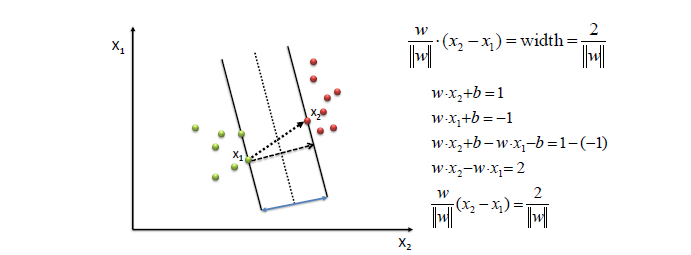 X₁
X₂
x₁
x₂
w/‖w‖ · (x₂ − x₁) = width = 2/‖w‖
w·x₂+b = 1
w·x₁+b = −1
w·x₂+b − w·x₁−b = 1−(−1)
w·x₂−w·x₁ = 2
w/‖w‖ (x₂ − x₁) = 2/‖w‖